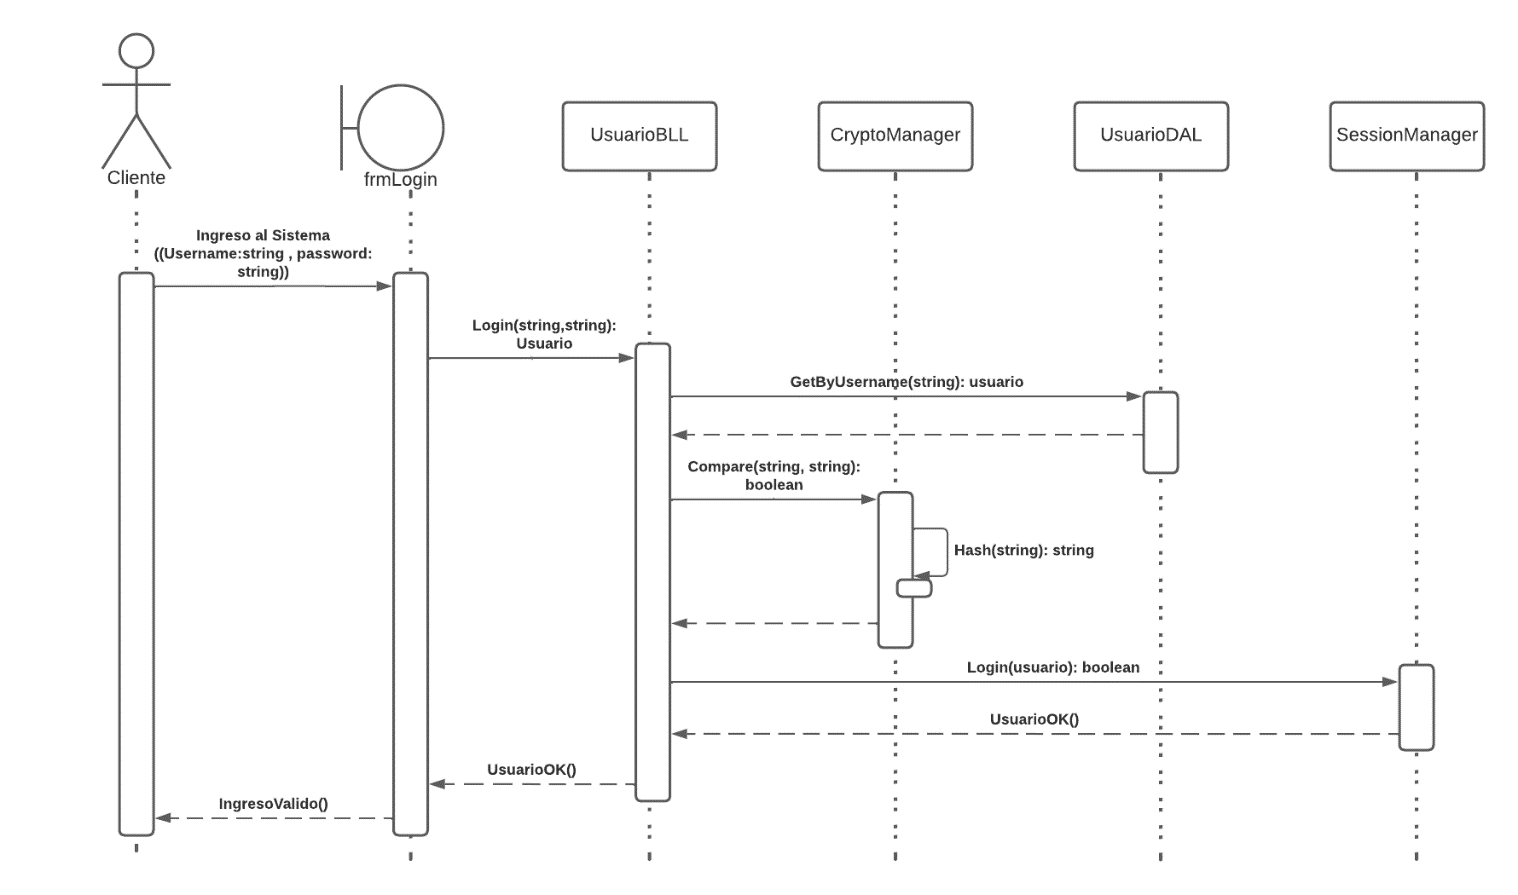 Cliente
frmLogin
UsuarioBLL
CryptoManager
UsuarioDAL
SessionManager
Ingreso al Sistema
((Username:string , password:
string))
Login(string,string):
Usuario
GetByUsername(string): usuario
Compare(string, string):
boolean
Hash(string): string
Login(usuario): boolean
UsuarioOK()
UsuarioOK()
IngresoValido()